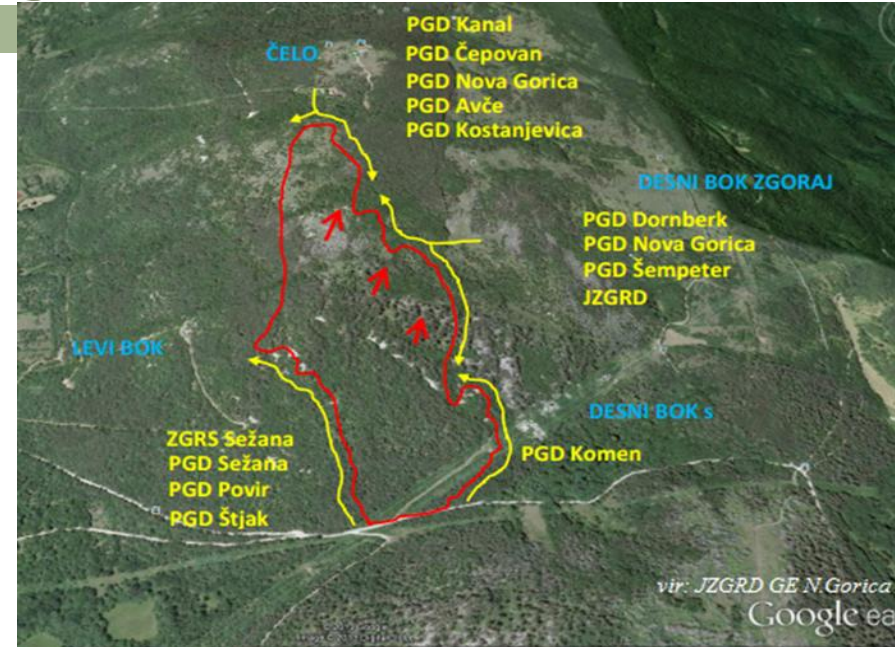 ČELO
PGD Kanal
PGD Čepovan
PGD Nova Gorica
PGD Avče
PGD Kostanjevica
DESNI BOK ZGORAJ
PGD Dornberk
PGD Nova Gorica
PGD Šempeter
JZGRD
LEVI BOK
DESNI BOK s
ZGRS Sežana
PGD Sežana
PGD Povir
PGD Štjak
PGD Komen
vir: JZGRD GE N.Gorica
Google ea